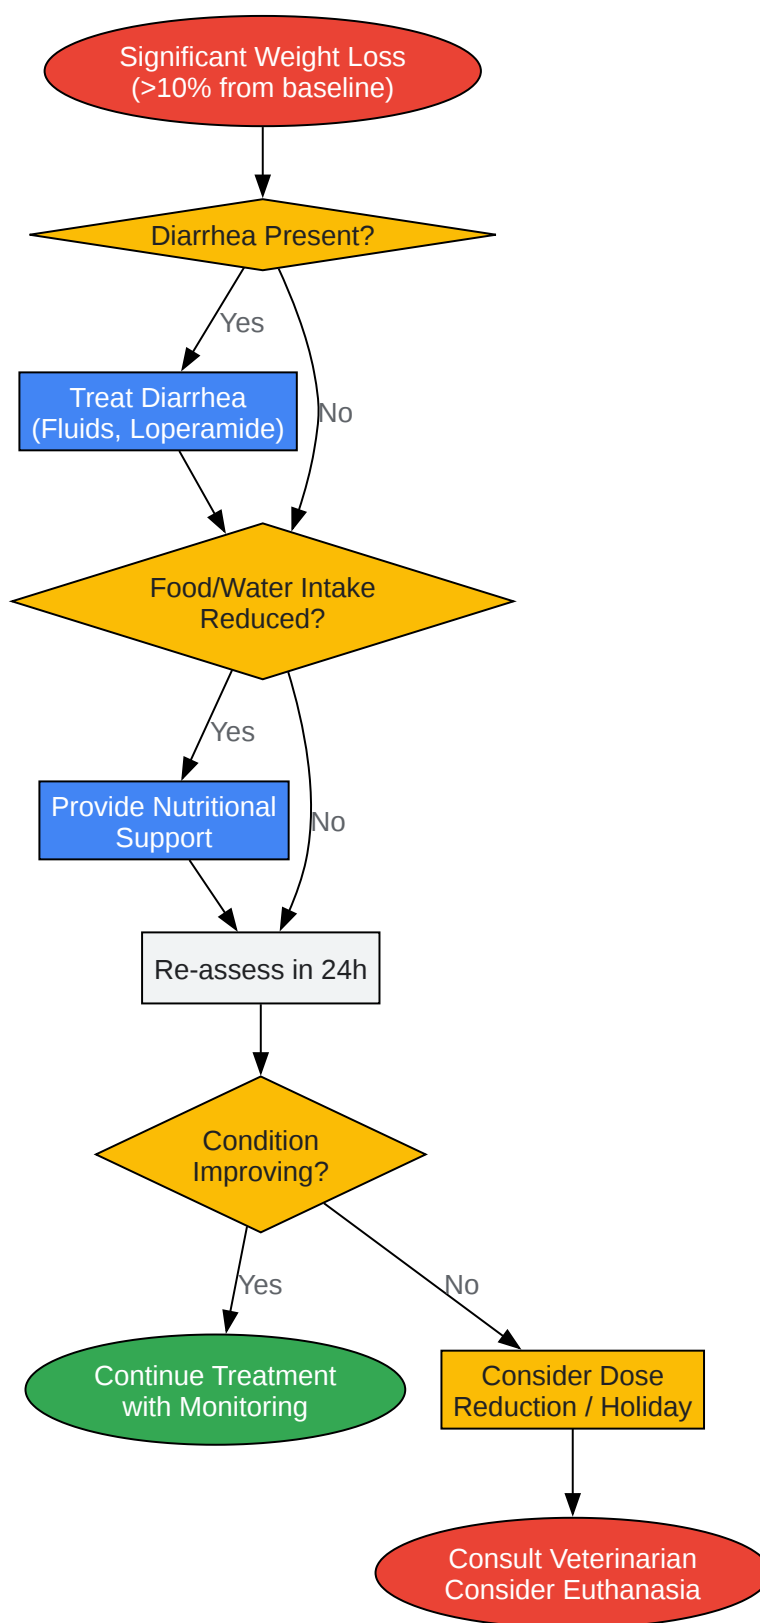 Significant Weight Loss
(>10% from baseline)
Diarrhea Present?
Yes
Treat Diarrhea
(Fluids, Loperamide)
No
Food/Water Intake
Reduced?
Yes
Provide Nutritional
Support
No
Re-assess in 24h
Condition
Improving?
Yes
No
Continue Treatment
with Monitoring
Consider Dose
Reduction / Holiday
Consult Veterinarian
Consider Euthanasia